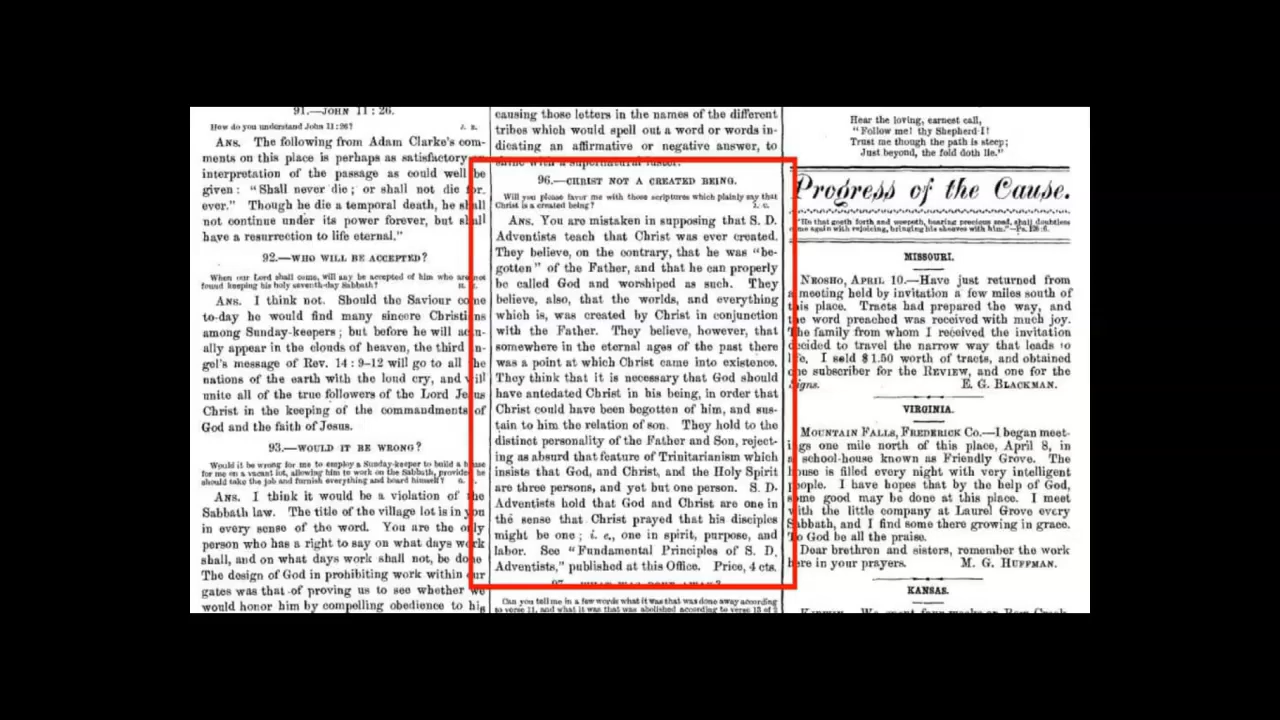 91.—JOHN 11:26.
How do you understand John 11:26? J. R.
ANS. The following from Adam Clarke's com-
ments on this place is perhaps as satisfactory
interpretation of the passage as could well be
given: "Shall never die; or shall not die for
ever." Though he die a temporal death, he shall
not continue under its power forever, but shall
have a resurrection to life eternal."
92.—WHO WILL BE ACCEPTED?
When our Lord shall come, will any be accepted of him who are not
found keeping his holy seventh-day Sabbath?
ANS. I think not. Should the Saviour come
to-day he would find many sincere Christians
among Sunday-keepers; but before he will actu-
ally appear in the clouds of heaven, the third an-
gel's message of Rev. 14:9-12 will go to all the
nations of the earth with the loud cry, and will
unite all of the true followers of the Lord Jesus
Christ in the keeping of the commandments of
God and the faith of Jesus.
93.—WOULD IT BE WRONG?
Would it be wrong for me to employ a Sunday-keeper to build a house
for me on a vacant lot, allowing him to work on the Sabbath, provided he
should take the job and furnish everything and board himself?
ANS. I think it would be a violation of the
Sabbath law. The title of the village lot is in you
in every sense of the word. You are the only
person who has a right to say on what days work
shall, and on what days work shall not, be done
The design of God in prohibiting work within our
gates was that of proving us to see whether we
would honor him by compelling obedience to his
causing those letters in the names of the different
tribes which would spell out a word or words in-
dicating an affirmative or negative answer, to
shine with a supernatural luster.
96.—CHRIST NOT A CREATED BEING.
Will you please favor me with those scriptures which plainly say that
Christ is a created being? J. C.
ANS. You are mistaken in supposing that S. D.
Adventists teach that Christ was ever created.
They believe, on the contrary, that he was "be-
gotten" of the Father, and that he can properly
be called God and worshiped as such. They
believe, also, that the worlds, and everything
which is, was created by Christ in conjunction
with the Father. They believe, however, that
somewhere in the eternal ages of the past there
was a point at which Christ came into existence.
They think that it is necessary that God should
have antedated Christ in his being, in order that
Christ could have been begotten of him, and sus-
tain to him the relation of son. They hold to the
distinct personality of the Father and Son, reject-
ing as absurd that feature of Trinitarianism which
insists that God, and Christ, and the Holy Spirit
are three persons, and yet but one person. S. D.
Adventists hold that God and Christ are one in
the sense that Christ prayed that his disciples
might be one; i. e., one in spirit, purpose, and
labor. See "Fundamental Principles of S. D.
Adventists," published at this Office. Price, 4 cts.
97.—WHAT WAS DONE AWAY?
Can you tell me in a few words what it was that was done away according
to verse 11, and what it was that was abolished according to verse 13 of
Hear the loving, earnest call,
"Follow me! thy Shepherd I!
Trust me though the path is steep;
Just beyond, the fold doth lie."
Progress of the Cause.
"He that goeth forth and weepeth, bearing precious seed, shall doubtless
come again with rejoicing, bringing his sheaves with him."—Ps. 126:6.
MISSOURI.
NEOSHO, APRIL 10.—Have just returned from
a meeting held by invitation a few miles south of
this place. Tracts had prepared the way, and
the word preached was received with much joy.
The family from whom I received the invitation
decided to travel the narrow way that leads to
life. I sold $1.50 worth of tracts, and obtained
one subscriber for the REVIEW, and one for the
Signs. E. G. BLACKMAN.
VIRGINIA.
MOUNTAIN FALLS, FREDERICK CO.—I began meet-
ings one mile north of this place, April 8, in
a school-house known as Friendly Grove. The
house is filled every night with very intelligent
people. I have hopes that by the help of God,
some good may be done at this place. I meet
with the little company at Laurel Grove every
Sabbath, and I find some there growing in grace.
To God be all the praise.
Dear brethren and sisters, remember the work
here in your prayers. M. G. HUFFMAN.
KANSAS.